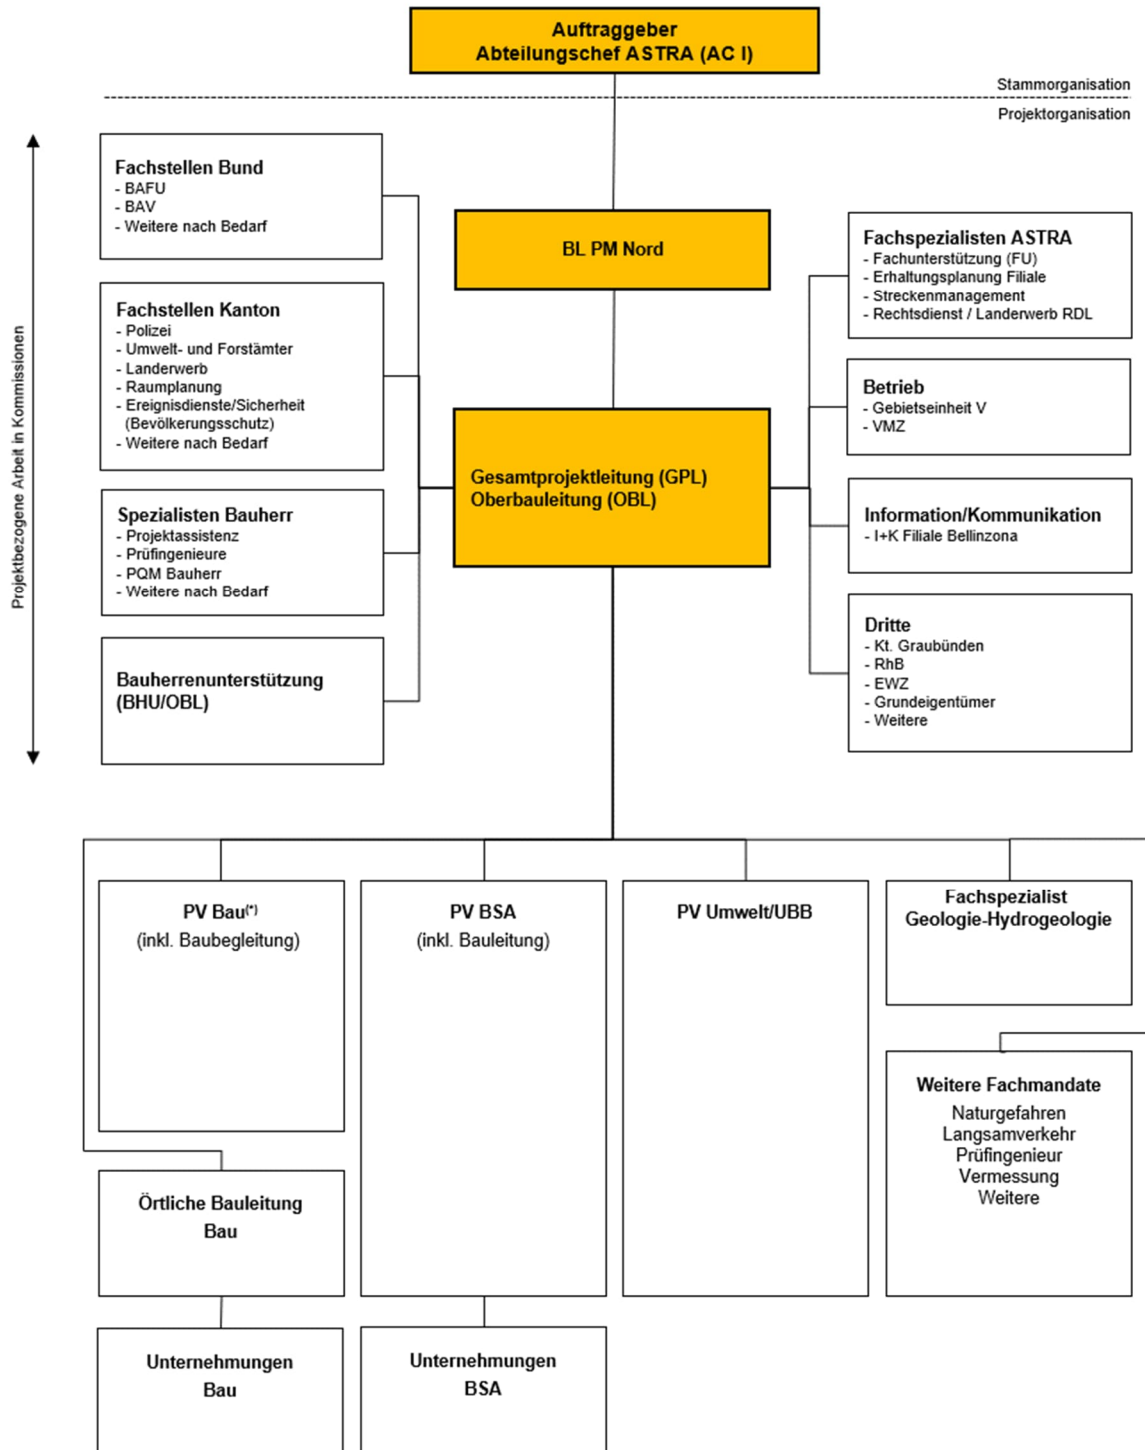 Auftraggeber
Abteilungschef ASTRA (AC I)
Stammorganisation
Projektorganisation
Projektbezogene Arbeit in Kommissionen
Fachstellen Bund
- BAFU
- BAV
- Weitere nach Bedarf
Fachstellen Kanton
- Polizei
- Umwelt- und Forstämter
- Landerwerb
- Raumplanung
- Ereignisdienste/Sicherheit
(Bevölkerungsschutz)
- Weitere nach Bedarf
Spezialisten Bauherr
- Projektassistenz
- Prüfingenieure
- PQM Bauherr
- Weitere nach Bedarf
Bauherrenunterstützung
(BHU/OBL)
BL PM Nord
Gesamtprojektleitung (GPL)
Oberbauleitung (OBL)
Fachspezialisten ASTRA
- Fachunterstützung (FU)
- Erhaltungsplanung Filiale
- Streckenmanagement
- Rechtsdienst / Landerwerb RDL
Betrieb
- Gebietseinheit V
- VMZ
Information/Kommunikation
- I+K Filiale Bellinzona
Dritte
- Kt. Graubünden
- RhB
- EWZ
- Grundeigentümer
- Weitere
PV Bau(*)
(inkl. Baubegleitung)
PV BSA
(inkl. Bauleitung)
PV Umwelt/UBB
Fachspezialist
Geologie-Hydrogeologie
Weitere Fachmandate
Naturgefahren
Langsamverkehr
Prüfingenieur
Vermessung
Weitere
Örtliche Bauleitung
Bau
Unternehmungen
Bau
Unternehmungen
BSA